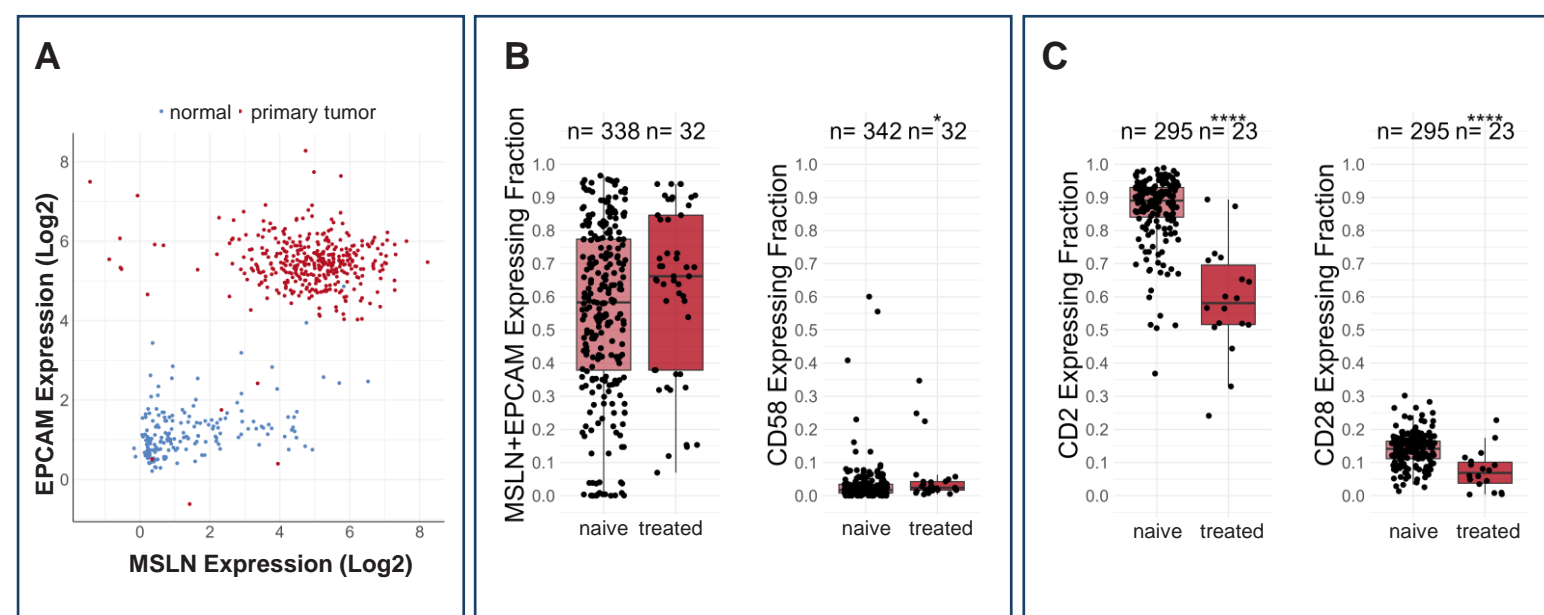 A
normal primary tumor
EPCAM Expression (Log2)
8
6
4
2
0
0 2 4 6 8
MSLN Expression (Log2)
B
MSLN+EPCAM Expressing Fraction
n= 338 n= 32
1.0
0.9
0.8
0.7
0.6
0.5
0.4
0.3
0.2
0.1
0.0
naive treated
CD58 Expressing Fraction
*
n= 342 n= 32
1.0
0.9
0.8
0.7
0.6
0.5
0.4
0.3
0.2
0.1
0.0
naive treated
C
CD2 Expressing Fraction
****
n= 295 n= 23
1.0
0.9
0.8
0.7
0.6
0.5
0.4
0.3
0.2
0.1
0.0
naive treated
CD28 Expressing Fraction
****
n= 295 n= 23
1.0
0.9
0.8
0.7
0.6
0.5
0.4
0.3
0.2
0.1
0.0
naive treated